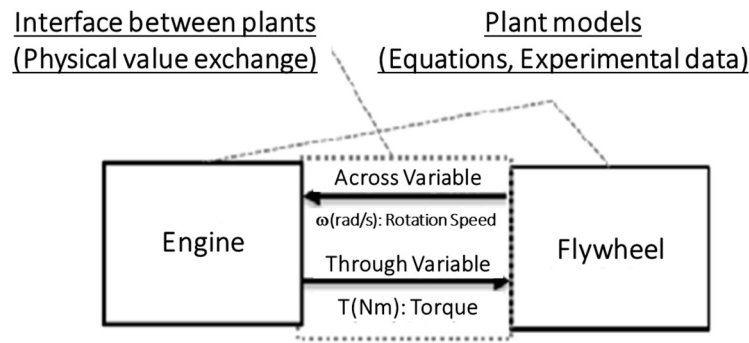 Interface between plants
(Physical value exchange)
Plant models
(Equations, Experimental data)
Engine
Across Variable
ω(rad/s): Rotation Speed
Through Variable
T(Nm): Torque
Flywheel